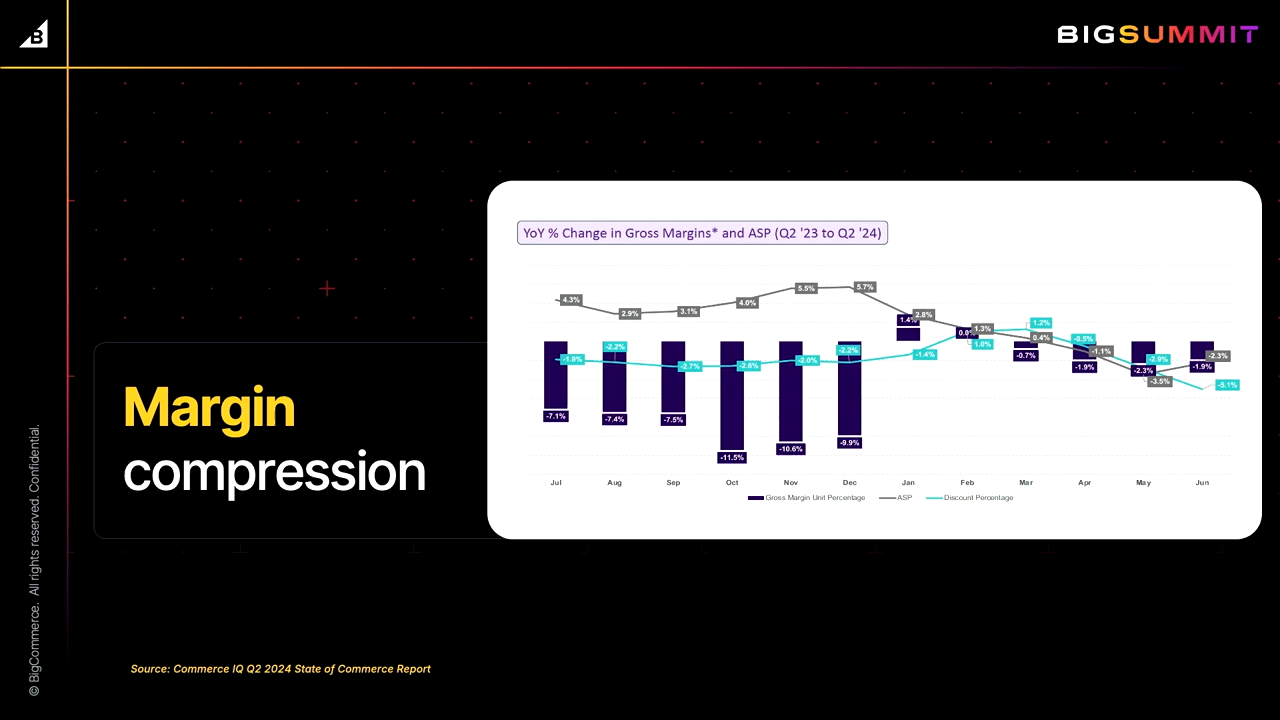 B
BIGSUMMIT
YoY % Change in Gross Margins* and ASP (Q2 '23 to Q2 '24)
4.3% 2.9% 3.1% 4.0% 5.5% 5.7% 2.8% 1.3% 0.4% -1.1% -3.5% -2.3%
-1.9% -2.2% -2.7% -2.6% -2.0% -2.2% -1.4% 1.0% 1.2% -0.5% -2.9% -5.1%
-7.1% -7.4% -7.5% -11.5% -10.6% -9.9% 1.4% 0.0% -0.7% -1.9% -2.3% -1.9%
Jul Aug Sep Oct Nov Dec Jan Feb Mar Apr May Jun
Gross Margin Unit Percentage ASP Discount Percentage
Margin
compression
Source: Commerce IQ Q2 2024 State of Commerce Report
© BigCommerce. All rights reserved. Confidential.